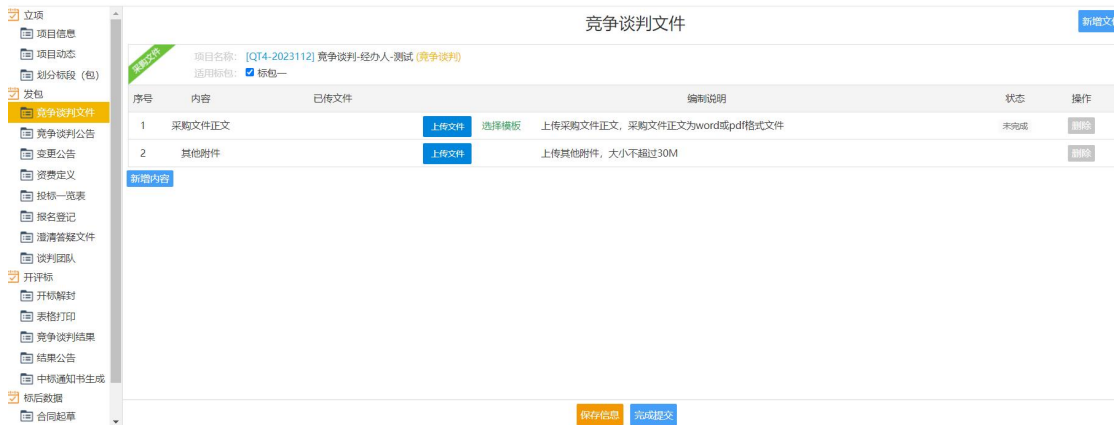 立项
项目信息
项目动态
划分标段（包）
发包
竞争谈判文件
竞争谈判公告
变更公告
资费定义
投标一览表
报名登记
澄清答疑文件
谈判团队
开评标
开标解封
表格打印
竞争谈判结果
结果公告
中标通知书生成
标后数据
合同起草
竞争谈判文件
新增文件
采购文件
项目名称： [QT4-2023112] 竞争谈判-经办人-测试 (竞争谈判)
适用标包： 标包一
序号 内容 已传文件 编制说明 状态 操作
1 采购文件正文 上传文件 选择模板 上传采购文件正文，采购文件正文为word或pdf格式文件 未完成 删除
2 其他附件 上传文件 上传其他附件，大小不超过30M 删除
新增内容
保存信息 完成提交